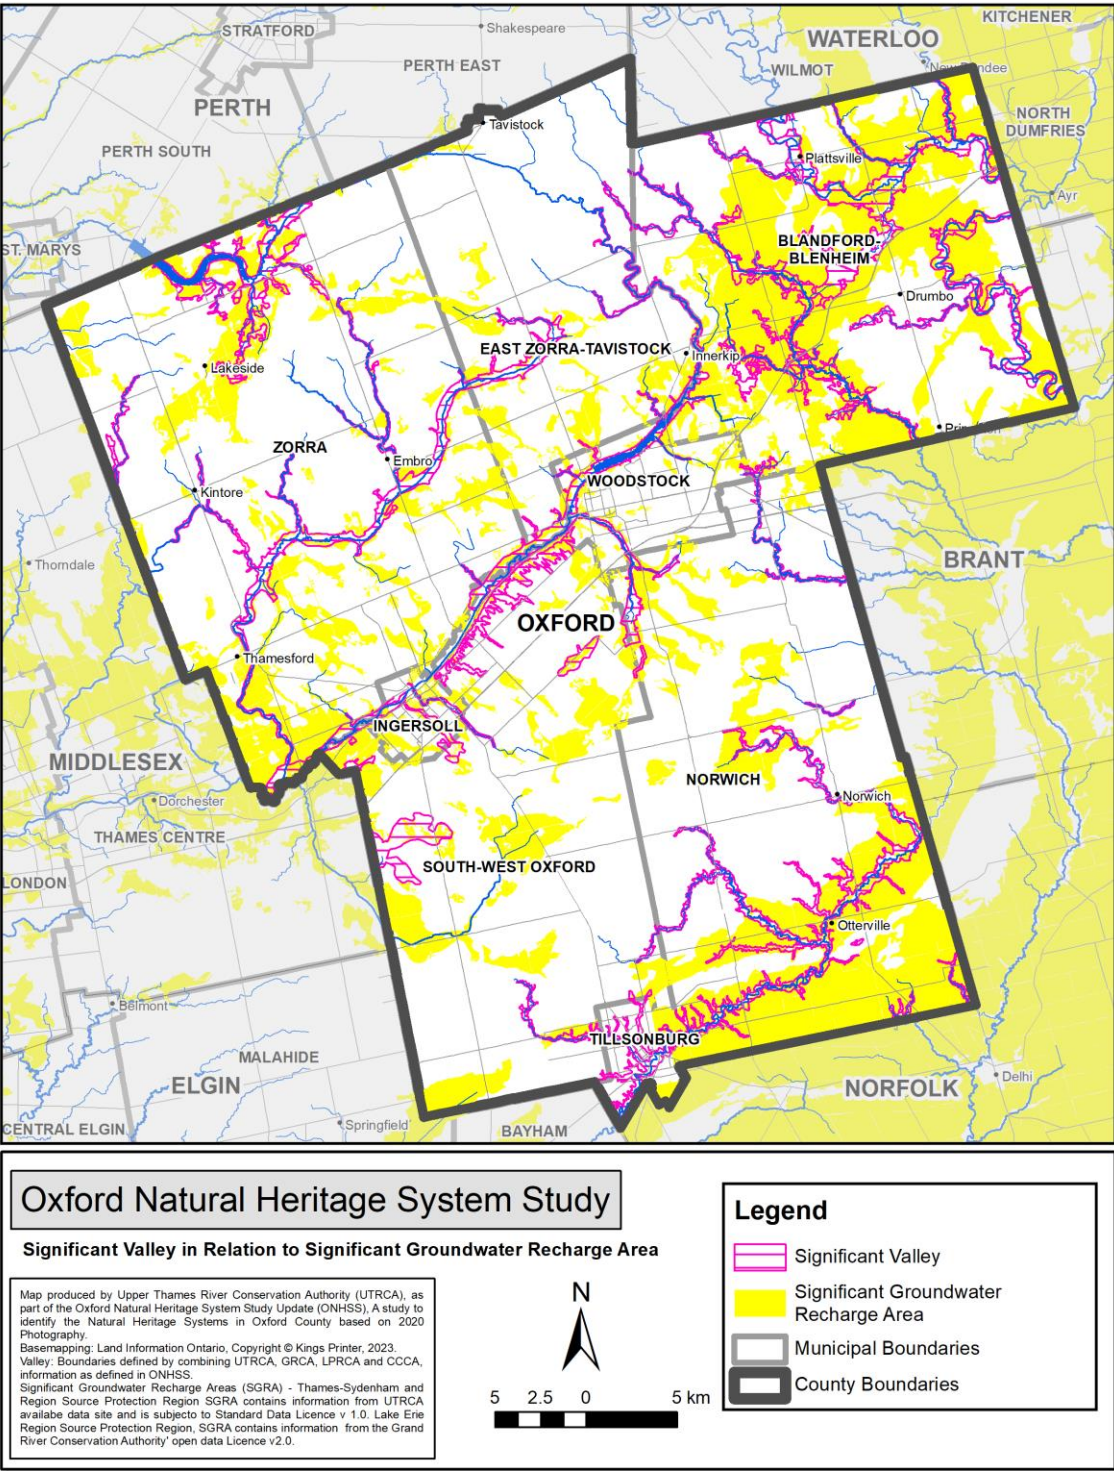 KITCHENER
STRATFORD
Shakespeare
WATERLOO
PERTH EAST
WILMOT
New Dundee
PERTH
NORTH
DUMFRIES
Tavistock
PERTH SOUTH
Plattsville
Ayr
ST. MARYS
BLANDFORD-
BLENHEIM
Drumbo
EAST ZORRA-TAVISTOCK
Innerkip
Lakeside
ZORRA
Embro
WOODSTOCK
Kintore
Thorndale
BRANT
OXFORD
Thamesford
INGERSOLL
MIDDLESEX
NORWICH
Norwich
Dorchester
THAMES CENTRE
SOUTH-WEST OXFORD
LONDON
Otterville
Belmont
TILLSONBURG
MALAHIDE
ELGIN
NORFOLK
Delhi
CENTRAL ELGIN
Springfield
BAYHAM
Oxford Natural Heritage System Study
Significant Valley in Relation to Significant Groundwater Recharge Area
Map produced by Upper Thames River Conservation Authority (UTRCA), as
part of the Oxford Natural Heritage System Study Update (ONHSS), A study to
identify the Natural Heritage Systems in Oxford County based on 2020
Photography.
Basemapping: Land Information Ontario, Copyright © Kings Printer, 2023.
Valley: Boundaries defined by combining UTRCA, GRCA, LPRCA and CCCA,
information as defined in ONHSS.
Significant Groundwater Recharge Areas (SGRA) - Thames-Sydenham and
Region Source Protection Region SGRA contains information from UTRCA
availabe data site and is subjecto to Standard Data Licence v 1.0. Lake Erie
Region Source Protection Region, SGRA contains information from the Grand
River Conservation Authority' open data Licence v2.0.
N
5 2.5 0 5 km
Legend
Significant Valley
Significant Groundwater
Recharge Area
Municipal Boundaries
County Boundaries